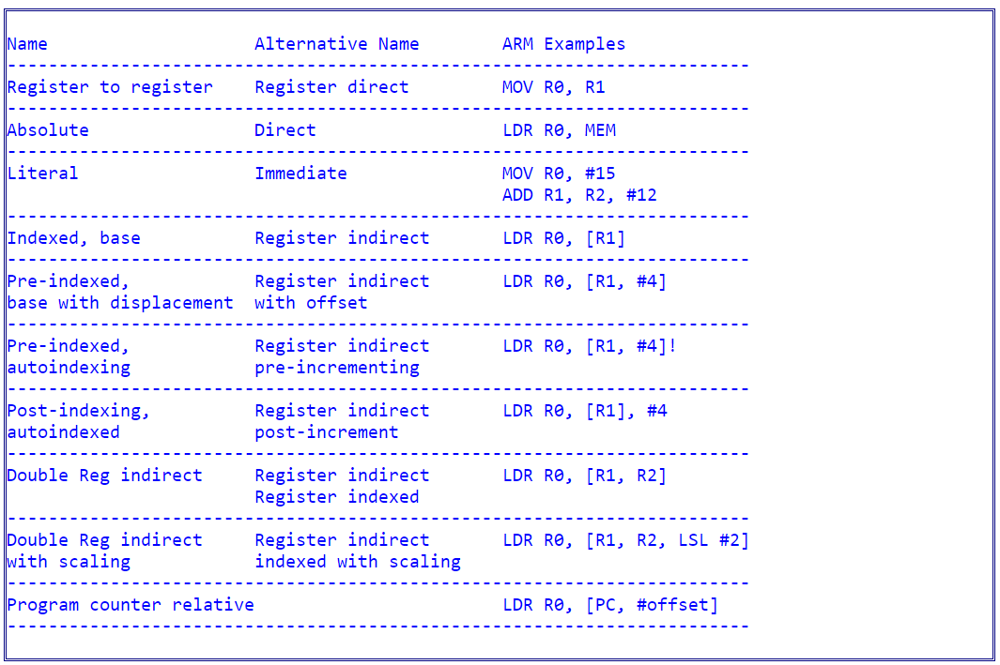 Name                    Alternative Name        ARM Examples
------------------------------------------------------------------------
Register to register    Register direct         MOV R0, R1
------------------------------------------------------------------------
Absolute                Direct                  LDR R0, MEM
------------------------------------------------------------------------
Literal                 Immediate               MOV R0, #15
                                                ADD R1, R2, #12
------------------------------------------------------------------------
Indexed, base           Register indirect       LDR R0, [R1]
------------------------------------------------------------------------
Pre-indexed,            Register indirect       LDR R0, [R1, #4]
base with displacement  with offset
------------------------------------------------------------------------
Pre-indexed,            Register indirect       LDR R0, [R1, #4]!
autoindexing            pre-incrementing
------------------------------------------------------------------------
Post-indexing,          Register indirect       LDR R0, [R1], #4
autoindexed             post-increment
------------------------------------------------------------------------
Double Reg indirect     Register indirect       LDR R0, [R1, R2]
                        Register indexed
------------------------------------------------------------------------
Double Reg indirect     Register indirect       LDR R0, [R1, R2, LSL #2]
with scaling            indexed with scaling
------------------------------------------------------------------------
Program counter relative                        LDR R0, [PC, #offset]
------------------------------------------------------------------------